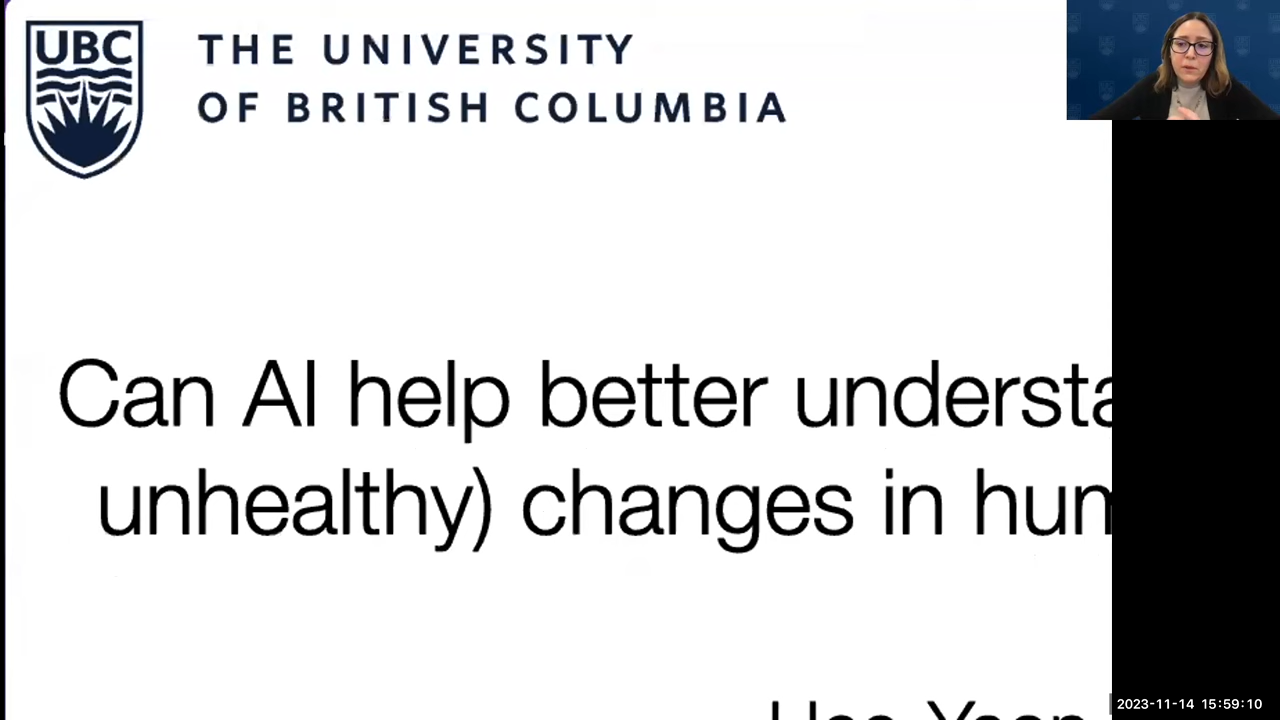 UBC
THE UNIVERSITY
OF BRITISH COLUMBIA
Can AI help better understa
unhealthy) changes in hum
2023-11-14 15:59:10